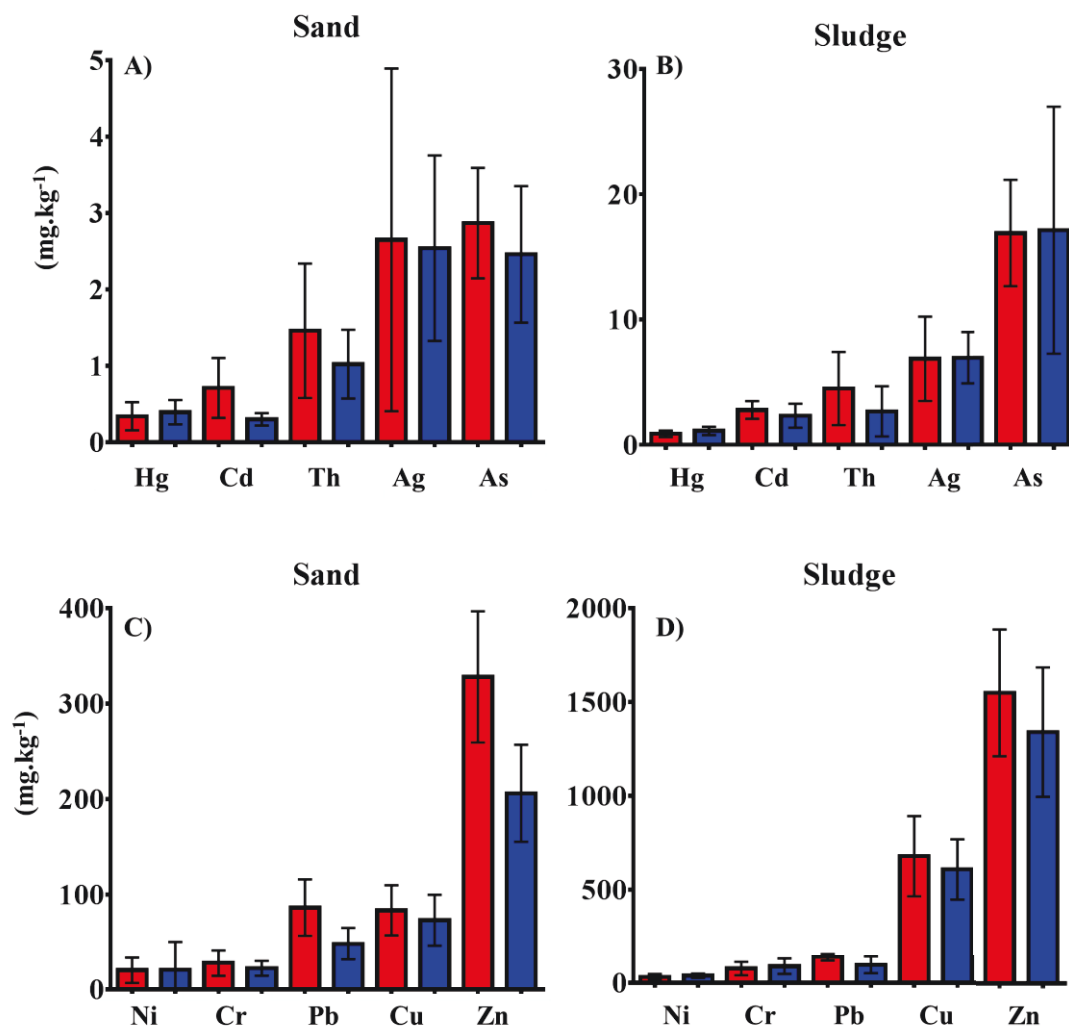 Sand
A)
(mg.kg⁻¹)
5
4
3
2
1
0
Hg Cd Th Ag As
Sludge
B)
30
20
10
0
Hg Cd Th Ag As
Sand
C)
(mg.kg⁻¹)
400
300
200
100
0
Ni Cr Pb Cu Zn
Sludge
D)
2000
1500
1000
500
0
Ni Cr Pb Cu Zn